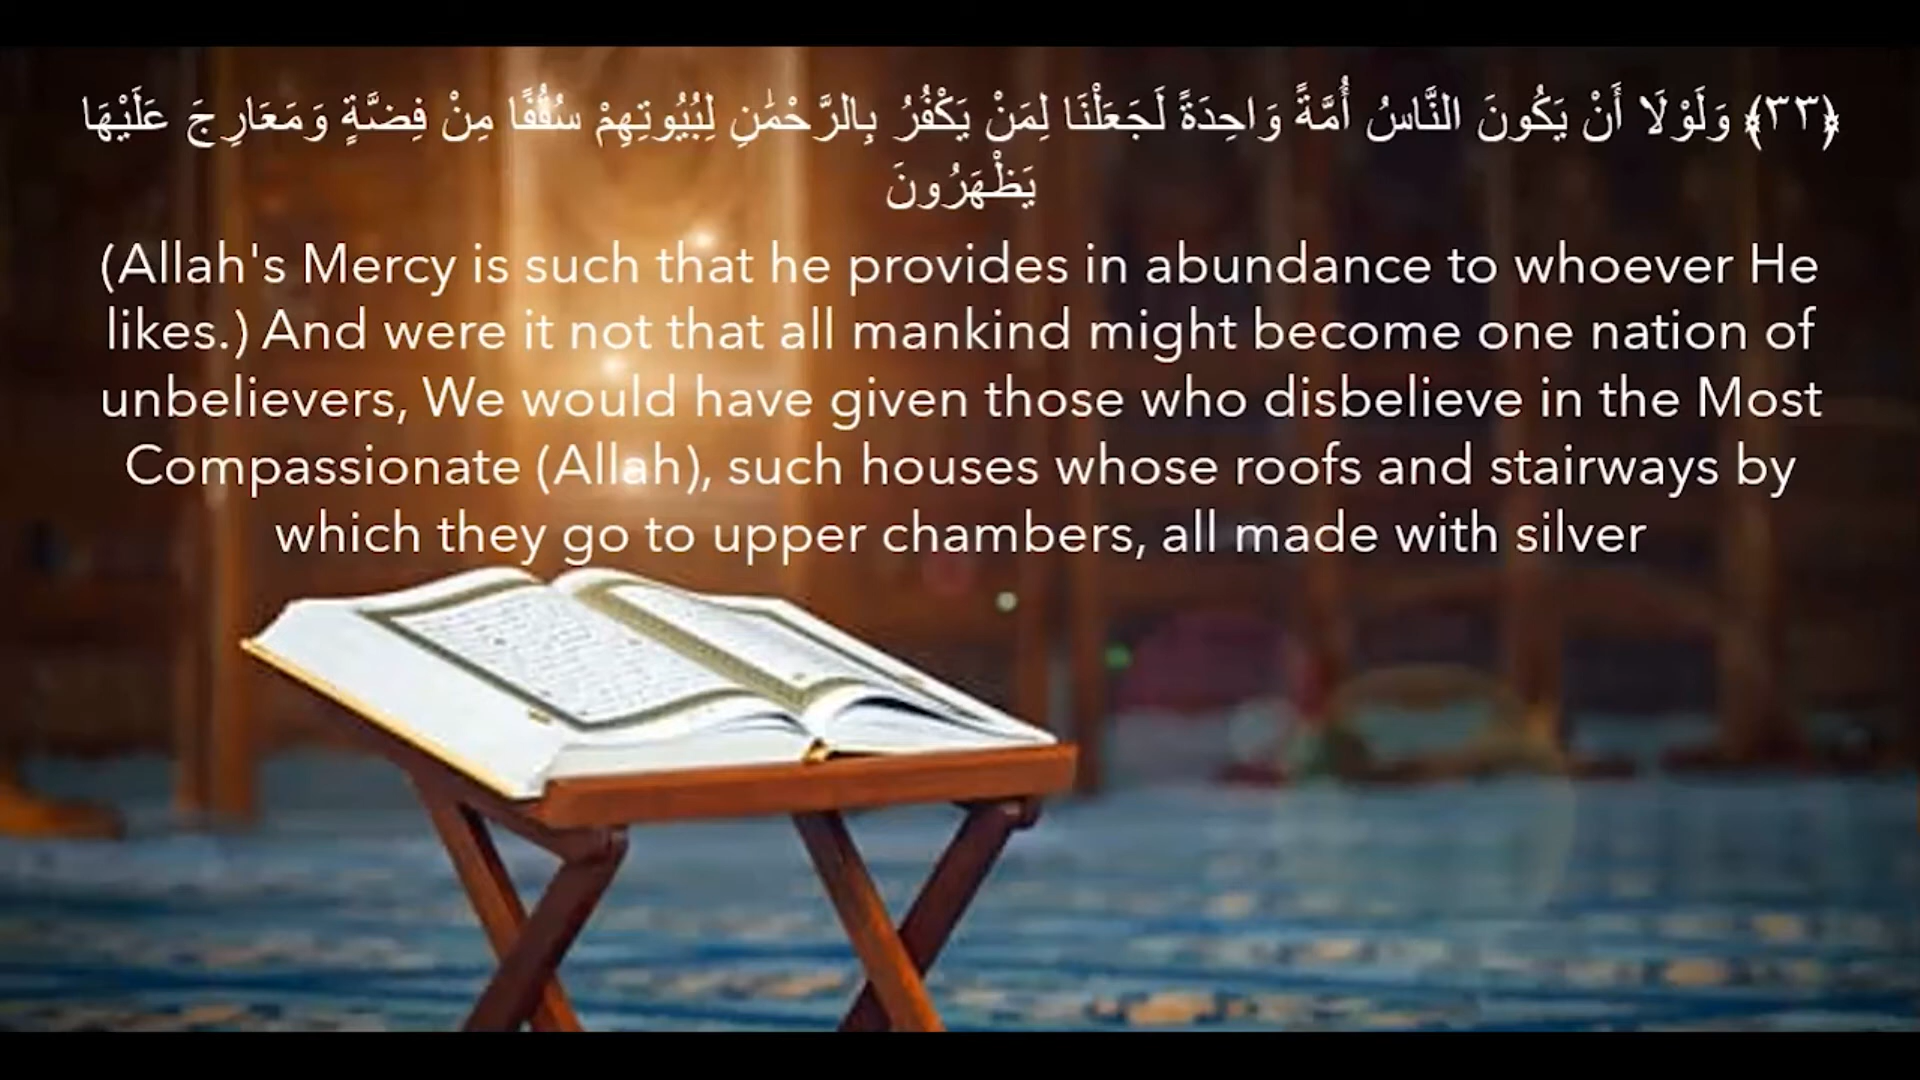 ﴿٣٣﴾ وَلَوْلَا أَنْ يَكُونَ النَّاسُ أُمَّةً وَاحِدَةً لَجَعَلْنَا لِمَنْ يَكْفُرُ بِالرَّحْمَٰنِ لِبُيُوتِهِمْ سُقُفًا مِنْ فِضَّةٍ وَمَعَارِجَ عَلَيْهَا
يَظْهَرُونَ
(Allah's Mercy is such that he provides in abundance to whoever He
likes.) And were it not that all mankind might become one nation of
unbelievers, We would have given those who disbelieve in the Most
Compassionate (Allah), such houses whose roofs and stairways by
which they go to upper chambers, all made with silver